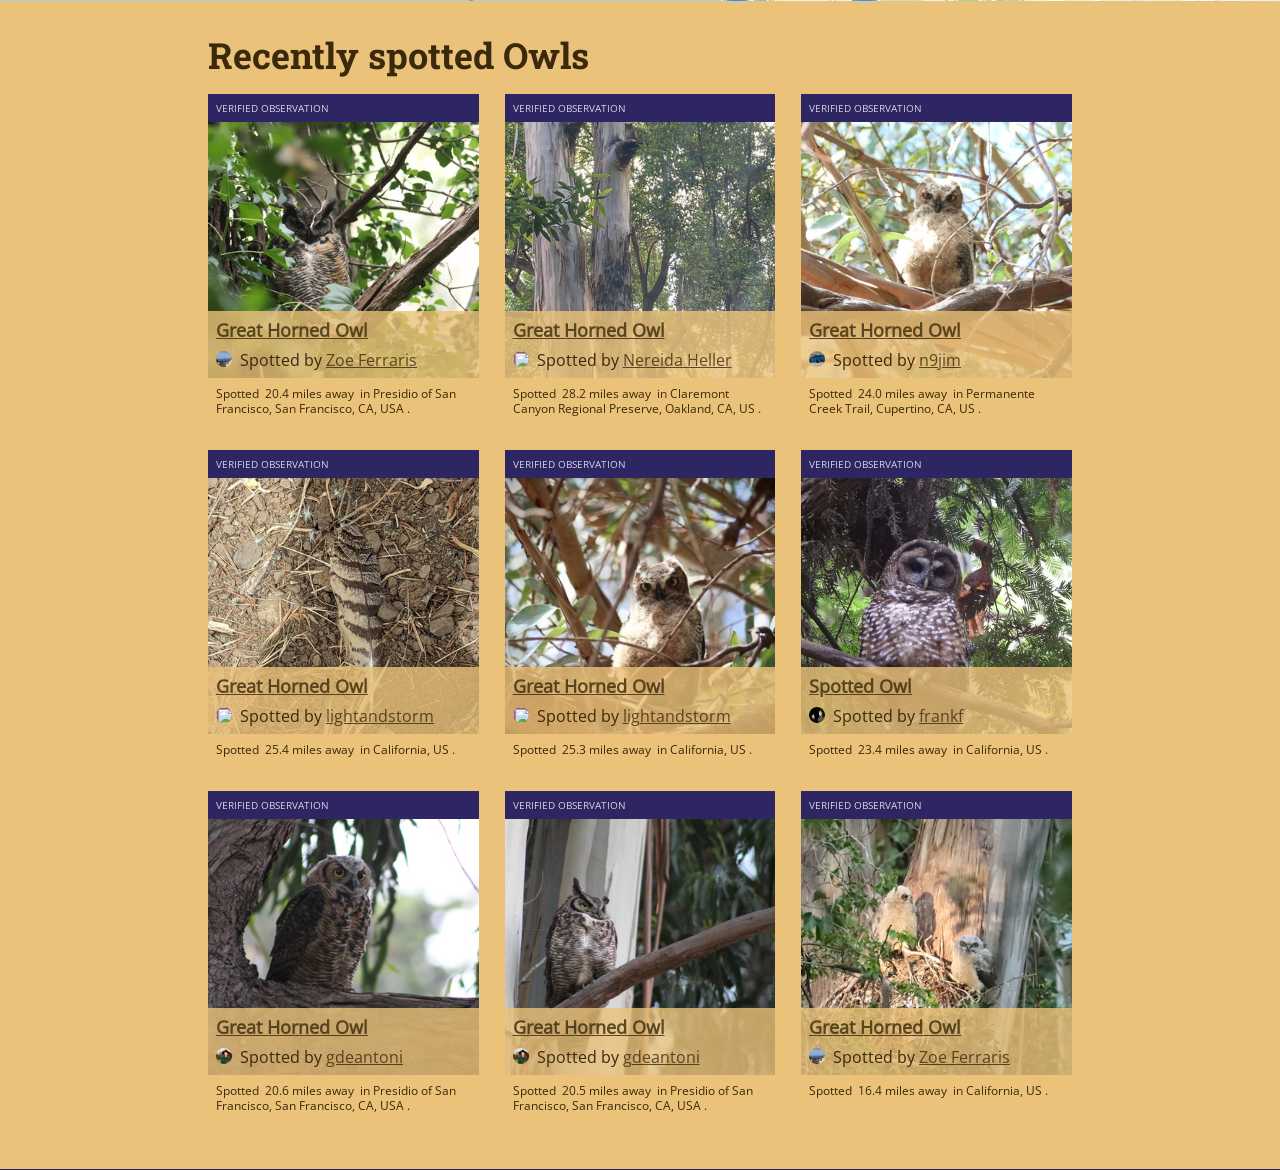 Recently spotted Owls
VERIFIED OBSERVATION
Great Horned Owl
Spotted by Zoe Ferraris
Spotted 20.4 miles away in Presidio of San
Francisco, San Francisco, CA, USA .
VERIFIED OBSERVATION
Great Horned Owl
Spotted by Nereida Heller
Spotted 28.2 miles away in Claremont
Canyon Regional Preserve, Oakland, CA, US .
VERIFIED OBSERVATION
Great Horned Owl
Spotted by n9jim
Spotted 24.0 miles away in Permanente
Creek Trail, Cupertino, CA, US .
VERIFIED OBSERVATION
Great Horned Owl
Spotted by lightandstorm
Spotted 25.4 miles away in California, US .
VERIFIED OBSERVATION
Great Horned Owl
Spotted by lightandstorm
Spotted 25.3 miles away in California, US .
VERIFIED OBSERVATION
Spotted Owl
Spotted by frankf
Spotted 23.4 miles away in California, US .
VERIFIED OBSERVATION
Great Horned Owl
Spotted by gdeantoni
Spotted 20.6 miles away in Presidio of San
Francisco, San Francisco, CA, USA .
VERIFIED OBSERVATION
Great Horned Owl
Spotted by gdeantoni
Spotted 20.5 miles away in Presidio of San
Francisco, San Francisco, CA, USA .
VERIFIED OBSERVATION
Great Horned Owl
Spotted by Zoe Ferraris
Spotted 16.4 miles away in California, US .